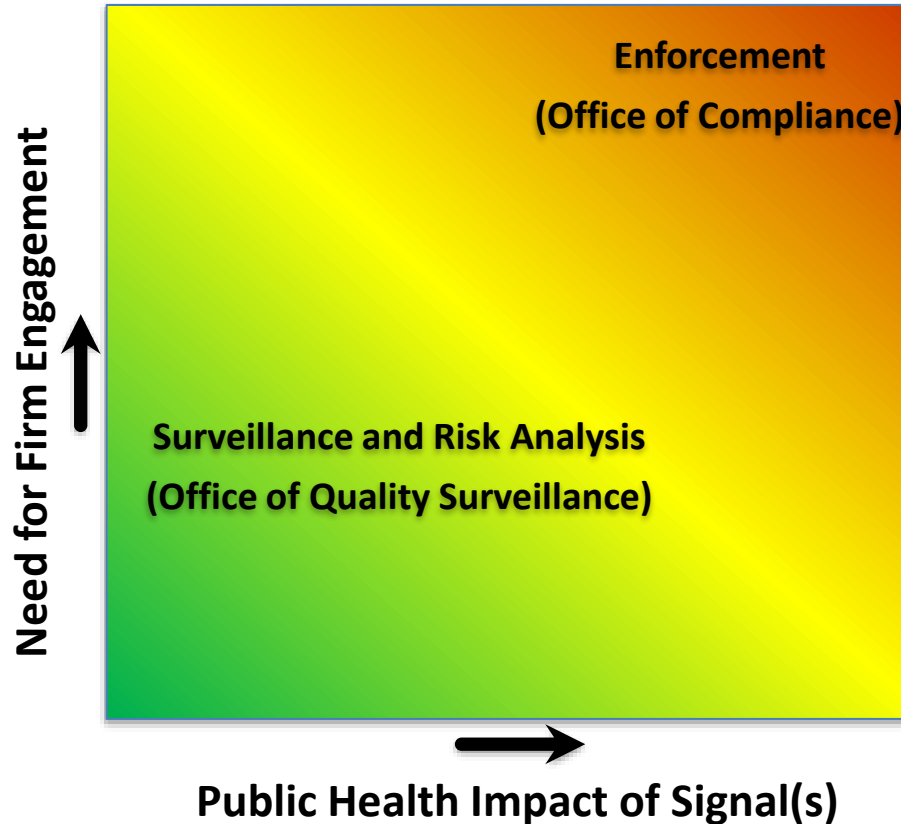 Enforcement
(Office of Compliance)
Need for Firm Engagement
Surveillance and Risk Analysis
(Office of Quality Surveillance)
Public Health Impact of Signal(s)